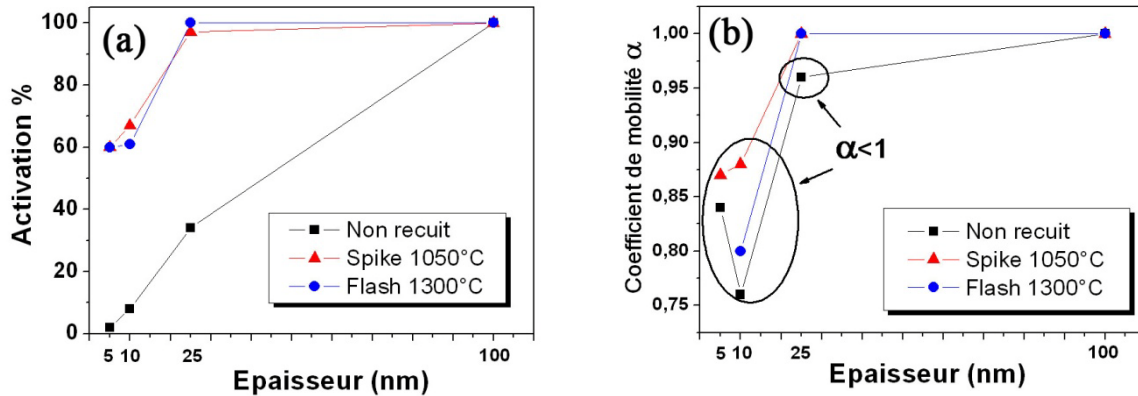 (a)
Activation %
100
80
60
40
20
0
5
10
25
100
Epaisseur (nm)
Non recuit
Spike 1050°C
Flash 1300°C
(b)
Coefficient de mobilité α
1,00
0,95
0,90
0,85
0,80
0,75
α<1
5
10
25
100
Epaisseur (nm)
Non recuit
Spike 1050°C
Flash 1300°C